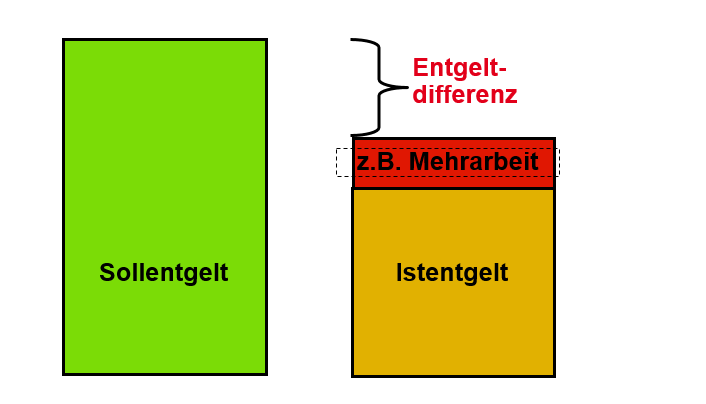 Entgelt-
differenz
z.B. Mehrarbeit
Sollentgelt
Istentgelt